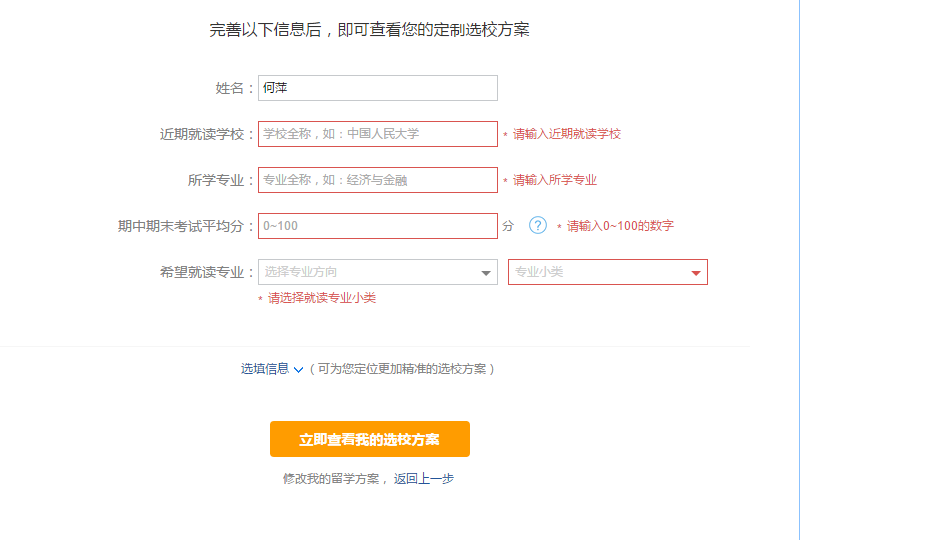 完善以下信息后，即可查看您的定制选校方案
姓名： 何萍
近期就读学校： 学校全称，如：中国人民大学 * 请输入近期就读学校
所学专业： 专业全称，如：经济与金融 * 请输入所学专业
期中期末考试平均分： 0~100 分 ? * 请输入0~100的数字
希望就读专业： 选择专业方向 专业小类
* 请选择就读专业小类
选填信息 （可为您定位更加精准的选校方案）
立即查看我的选校方案
修改我的留学方案， 返回上一步